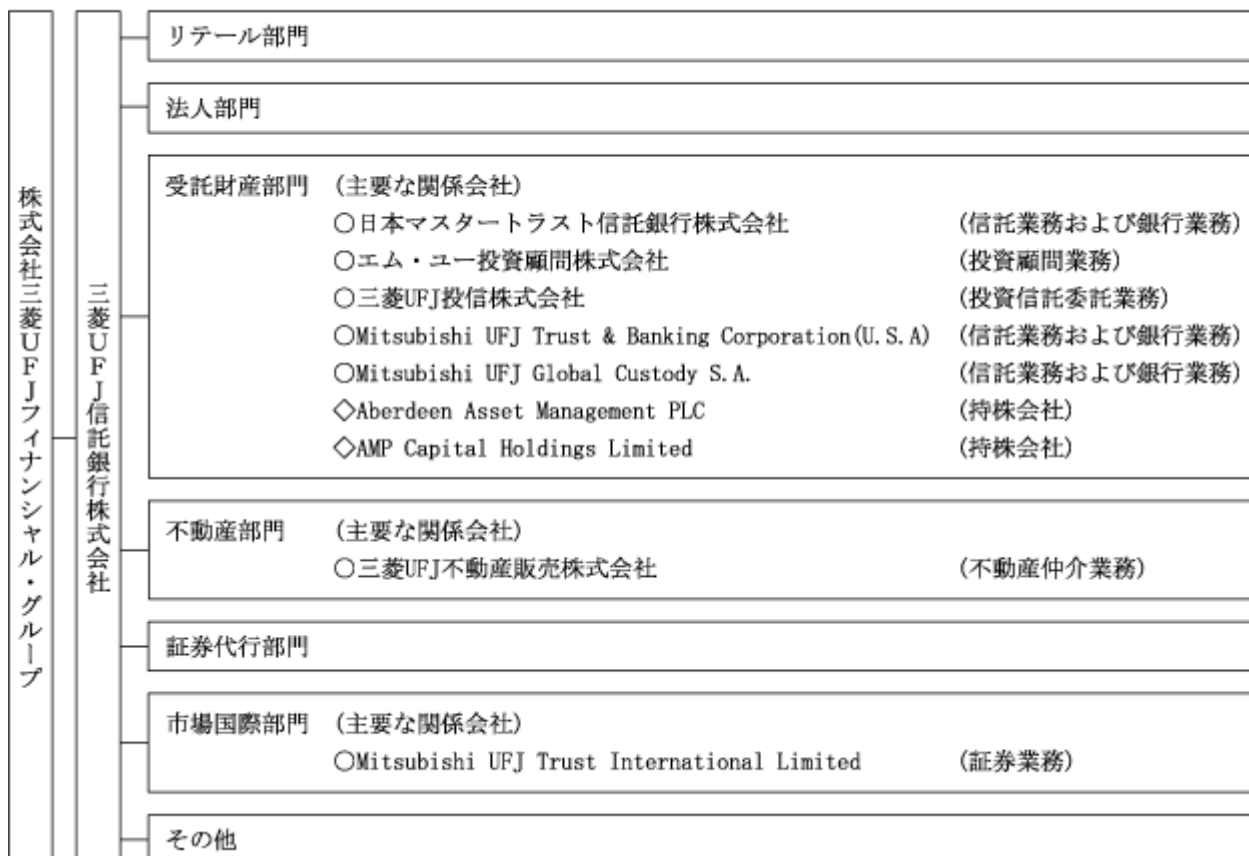 株式会社三菱UFJフィナンシャル・グループ
三菱UFJ信託銀行株式会社
リテール部門
法人部門
受託財産部門 (主要な関係会社)
○日本マスタートラスト信託銀行株式会社 (信託業務および銀行業務)
○エム・ユー投資顧問株式会社 (投資顧問業務)
○三菱UFJ投信株式会社 (投資信託委託業務)
○Mitsubishi UFJ Trust & Banking Corporation(U.S.A) (信託業務および銀行業務)
○Mitsubishi UFJ Global Custody S.A. (信託業務および銀行業務)
◇Aberdeen Asset Management PLC (持株会社)
◇AMP Capital Holdings Limited (持株会社)
不動産部門 (主要な関係会社)
○三菱UFJ不動産販売株式会社 (不動産仲介業務)
証券代行部門
市場国際部門 (主要な関係会社)
○Mitsubishi UFJ Trust International Limited (証券業務)
その他